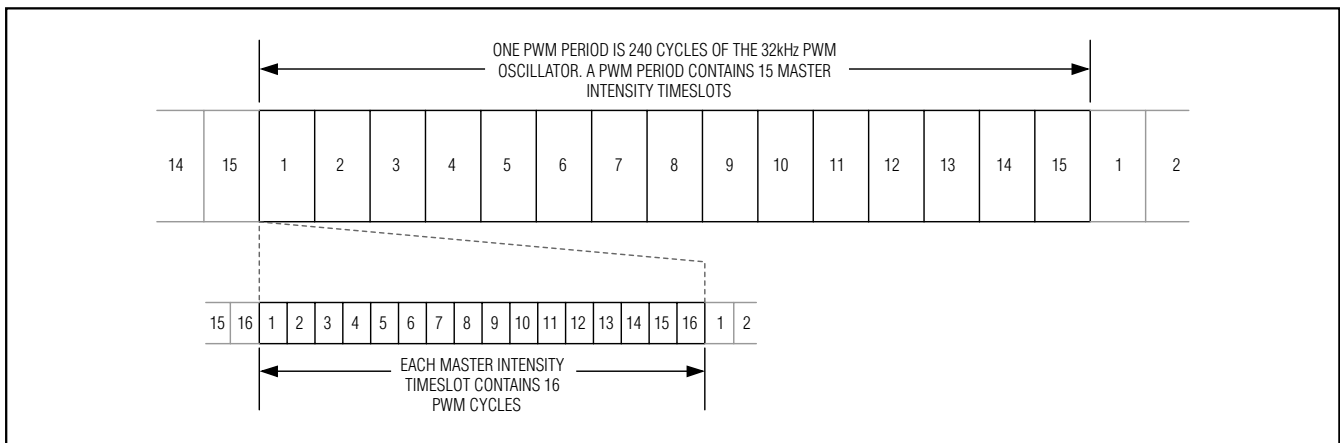 ONE PWM PERIOD IS 240 CYCLES OF THE 32kHz PWM
OSCILLATOR. A PWM PERIOD CONTAINS 15 MASTER
INTENSITY TIMESLOTS
14 15 1 2 3 4 5 6 7 8 9 10 11 12 13 14 15 1 2
15 16 1 2 3 4 5 6 7 8 9 10 11 12 13 14 15 16 1 2
EACH MASTER INTENSITY
TIMESLOT CONTAINS 16
PWM CYCLES